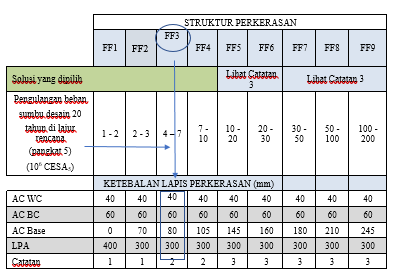 STRUKTUR PERKERASAN
FF1 FF2 FF3 FF4 FF5 FF6 FF7 FF8 FF9
Solusi yang dipilih
Lihat Catatan
3
Lihat Catatan 3
Pengulangan beban
sumbu desain 20
tahun di lajur
rencana
(pangkat 5)
(10⁶ CESA₅)
1 - 2
2 - 3
4 – 7
7 -
10
10 -
20
20 -
30
30 -
50
50 -
100
100 -
200
KETEBALAN LAPIS PERKERASAN (mm)
AC WC 40 40 40 40 40 40 40 40 40
AC BC 60 60 60 60 60 60 60 60 60
AC Base 0 70 80 105 145 160 180 210 245
LPA 400 300 300 300 300 300 300 300 300
Catatan 1 1 2 2 3 3 3 3 3